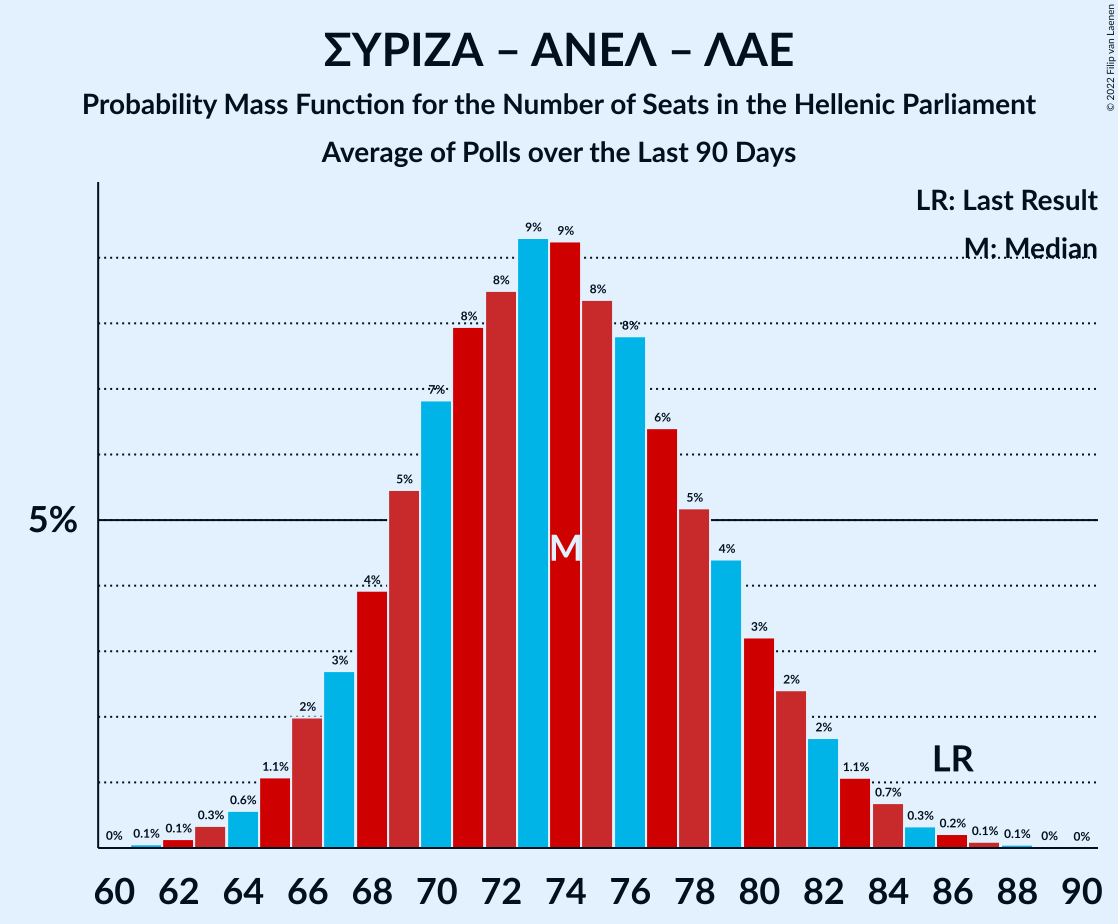 ΣΥΡΙΖΑ – ΑΝΕΛ – ΛΑΕ
Probability Mass Function for the Number of Seats in the Hellenic Parliament
Average of Polls over the Last 90 Days
© 2022 Filip van Laenen
LR: Last Result
M: Median
5%
0% 0.1% 0.1% 0.3% 0.6% 1.1% 2% 3% 4% 5% 7% 8% 8% 9% 9% 8% 8% 6% 5% 4% 3% 2% 2% 1.1% 0.7% 0.3% 0.2% 0.1% 0.1% 0% 0%
M
LR
60 62 64 66 68 70 72 74 76 78 80 82 84 86 88 90